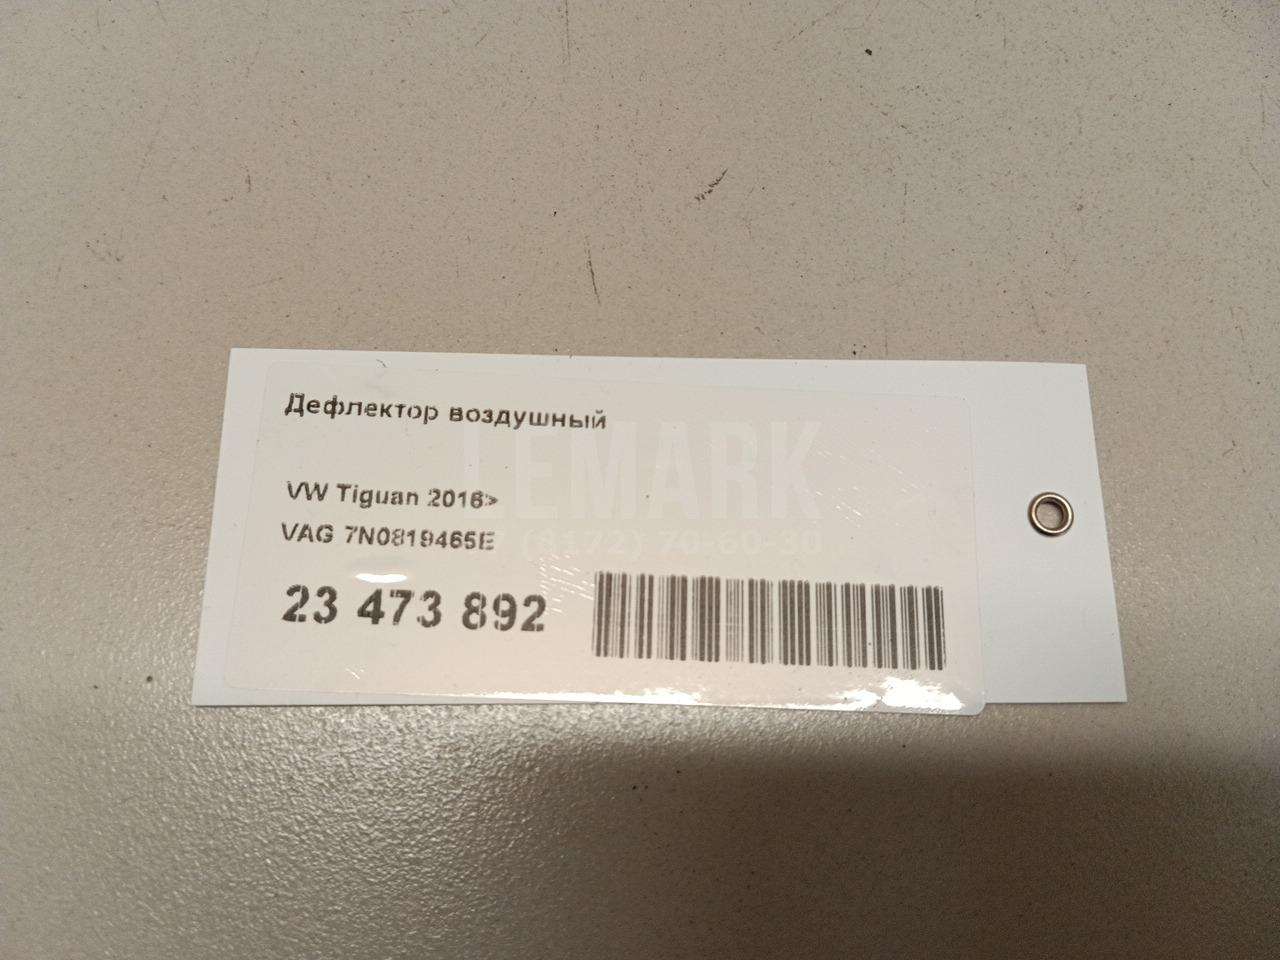 Дефлектор воздушный
LEMARK
VW Tiguan 2016>
VAG 7N0819465E
(8172) 70-60-30
23 473 892